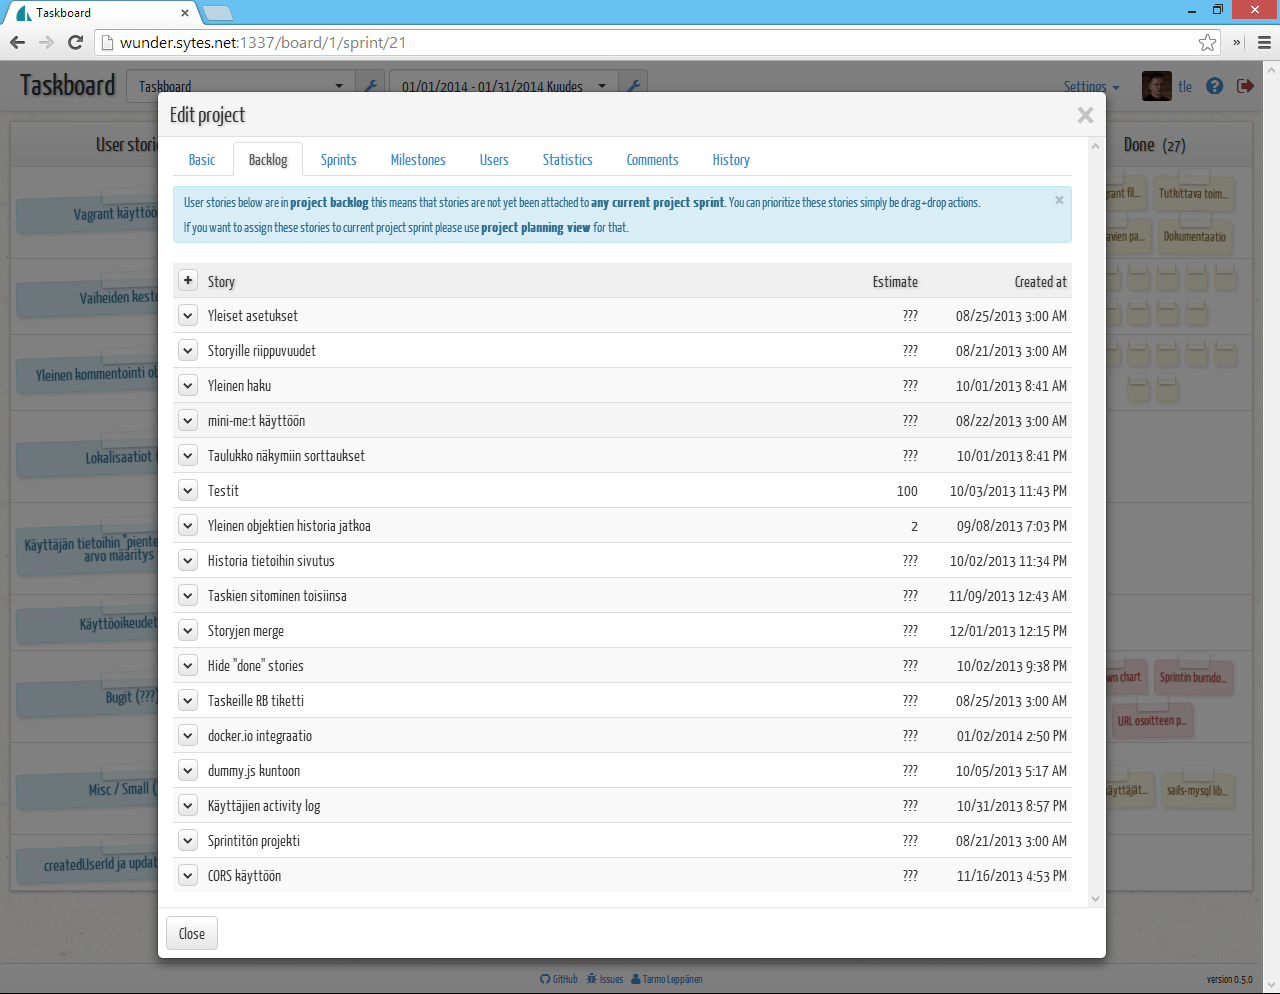 Taskboard
wunder.sytes.net:1337/board/1/sprint/21
Taskboard Taskboard 01/01/2014 - 01/31/2014 Kuudes Settings tle
Edit project
Basic Backlog Sprints Milestones Users Statistics Comments History
User stories below are in project backlog this means that stories are not yet been attached to any current project sprint. You can prioritize these stories simply be drag+drop actions.
If you want to assign these stories to current project sprint please use project planning view for that.
Story Estimate Created at
Yleiset asetukset ??? 08/25/2013 3:00 AM
Storyille riippuvuudet ??? 08/21/2013 3:00 AM
Yleinen haku ??? 10/01/2013 8:41 AM
mini-me:t käyttöön ??? 08/22/2013 3:00 AM
Taulukko näkymiin sorttaukset ??? 10/01/2013 8:41 PM
Testit 100 10/03/2013 11:43 PM
Yleinen objektien historia jatkoa 2 09/08/2013 7:03 PM
Historia tietoihin sivutus ??? 10/02/2013 11:34 PM
Taskien sitominen toisiinsa ??? 11/09/2013 12:43 AM
Storyjen merge ??? 12/01/2013 12:15 PM
Hide "done" stories ??? 10/02/2013 9:38 PM
Taskeille RB tiketti ??? 08/25/2013 3:00 AM
docker.io integraatio ??? 01/02/2014 2:50 PM
dummy.js kuntoon ??? 10/05/2013 5:17 AM
Käyttäjien activity log ??? 10/31/2013 8:57 PM
Sprintitön projekti ??? 08/21/2013 3:00 AM
CORS käyttöön ??? 11/16/2013 4:53 PM
Close
User stori
Vagrant käyttöö
Vaiheiden kest
Yleinen kommentointi ob
Lokalisaatiot (
Käyttäjän tietoihin "piente
arvo määritys
Käyttöoikeudet
Bugit (???)
Misc / Small (
createdUserId ja updat
Done (27)
grant fil... Tutkittava toim...
avien pa... Dokumentaatio
wn chart Sprintin burndo...
URL osoitteen p...
äyttäjät... sails-mysql lib...
GitHub Issues Tarmo Leppänen version 0.5.0